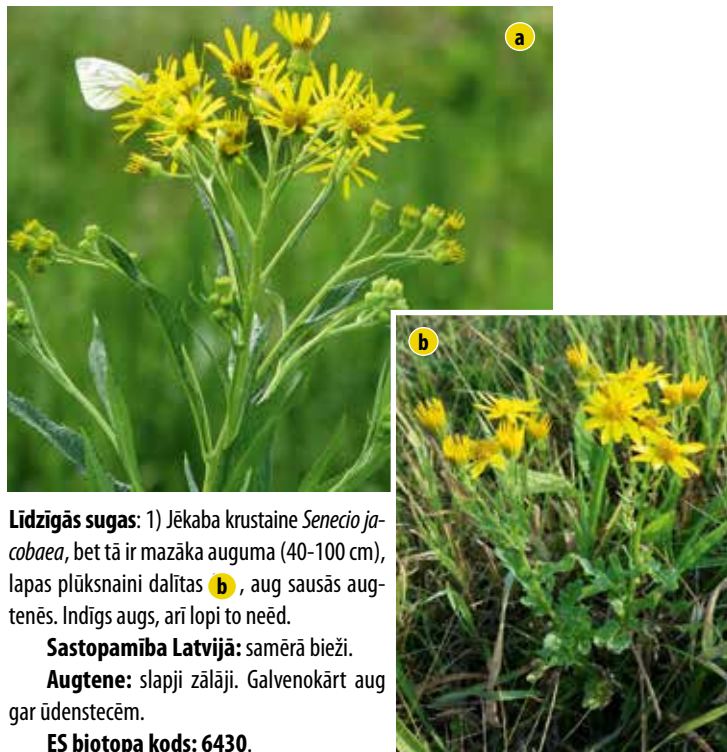 a
b
Līdzīgās sugas: 1) Jēkaba krustaine Senecio ja-
cobaea, bet tā ir mazāka auguma (40-100 cm),
lapas plūksnaini dalītas b , aug sausās aug-
tenēs. Indīgs augs, arī lopi to neēd.
Sastopamība Latvijā: samērā bieži.
Augtene: slapji zālāji. Galvenokārt aug
gar ūdenstecēm.
ES biotopa kods: 6430.